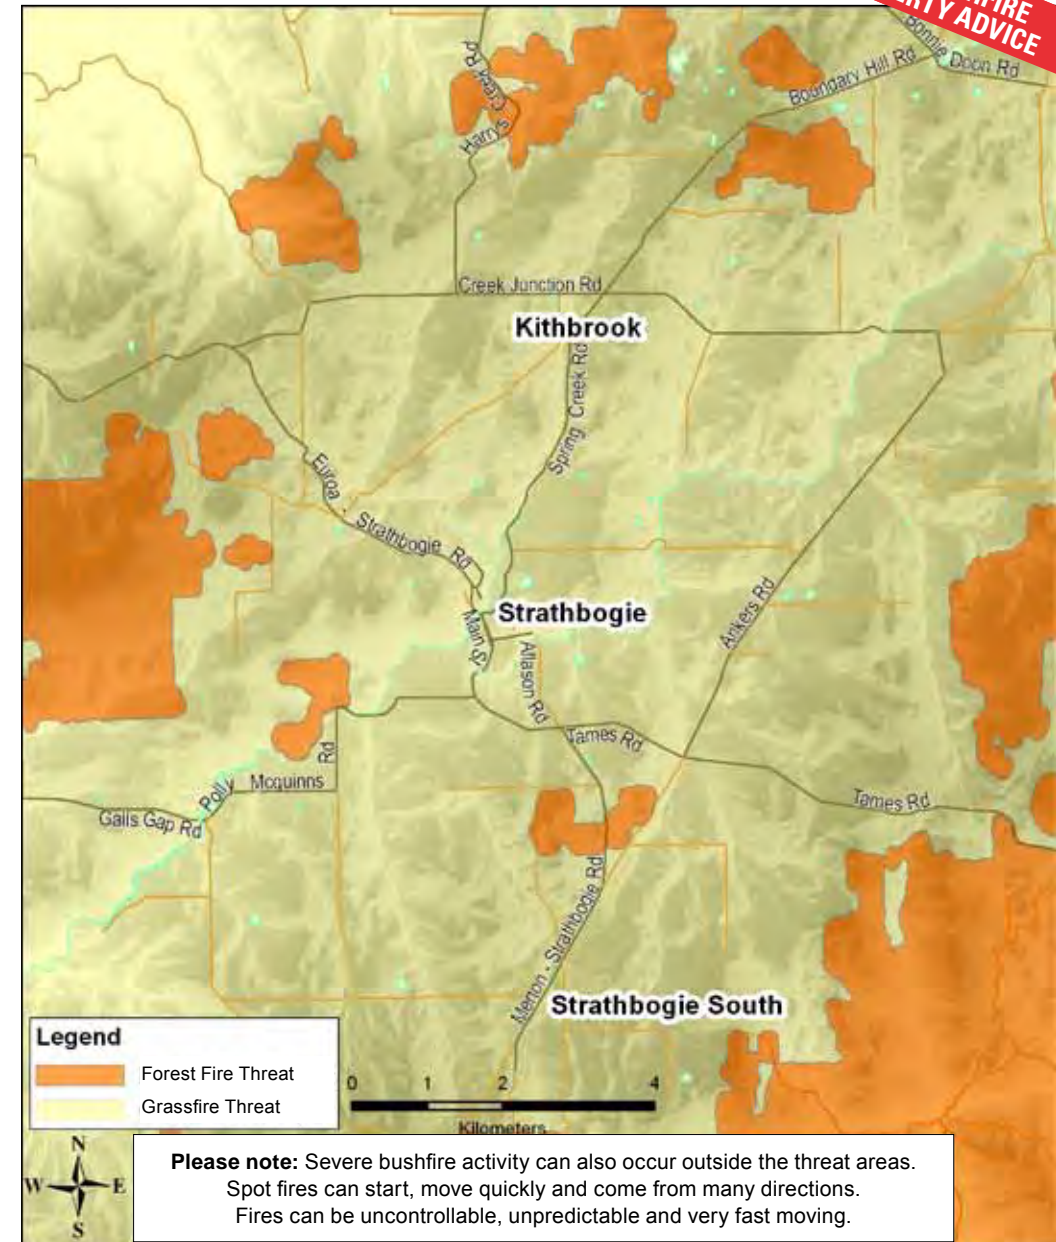 RTY ADVICE
Bonnie Doon Rd
Boundary Hill Rd
Harrys Creek Rd
Creek Junction Rd
Kithbrook
Spring Creek Rd
Euroa - Strathbogie Rd
Strathbogie
Main St
Allason Rd
Ankers Rd
Tames Rd
Polly Mcquinns Rd
Galls Gap Rd
Tames Rd
Merton - Strathbogie Rd
Strathbogie South
Legend
Forest Fire Threat
Grassfire Threat
0 1 2 4
Kilometers
N
W E
S
Please note: Severe bushfire activity can also occur outside the threat areas.
Spot fires can start, move quickly and come from many directions.
Fires can be uncontrollable, unpredictable and very fast moving.